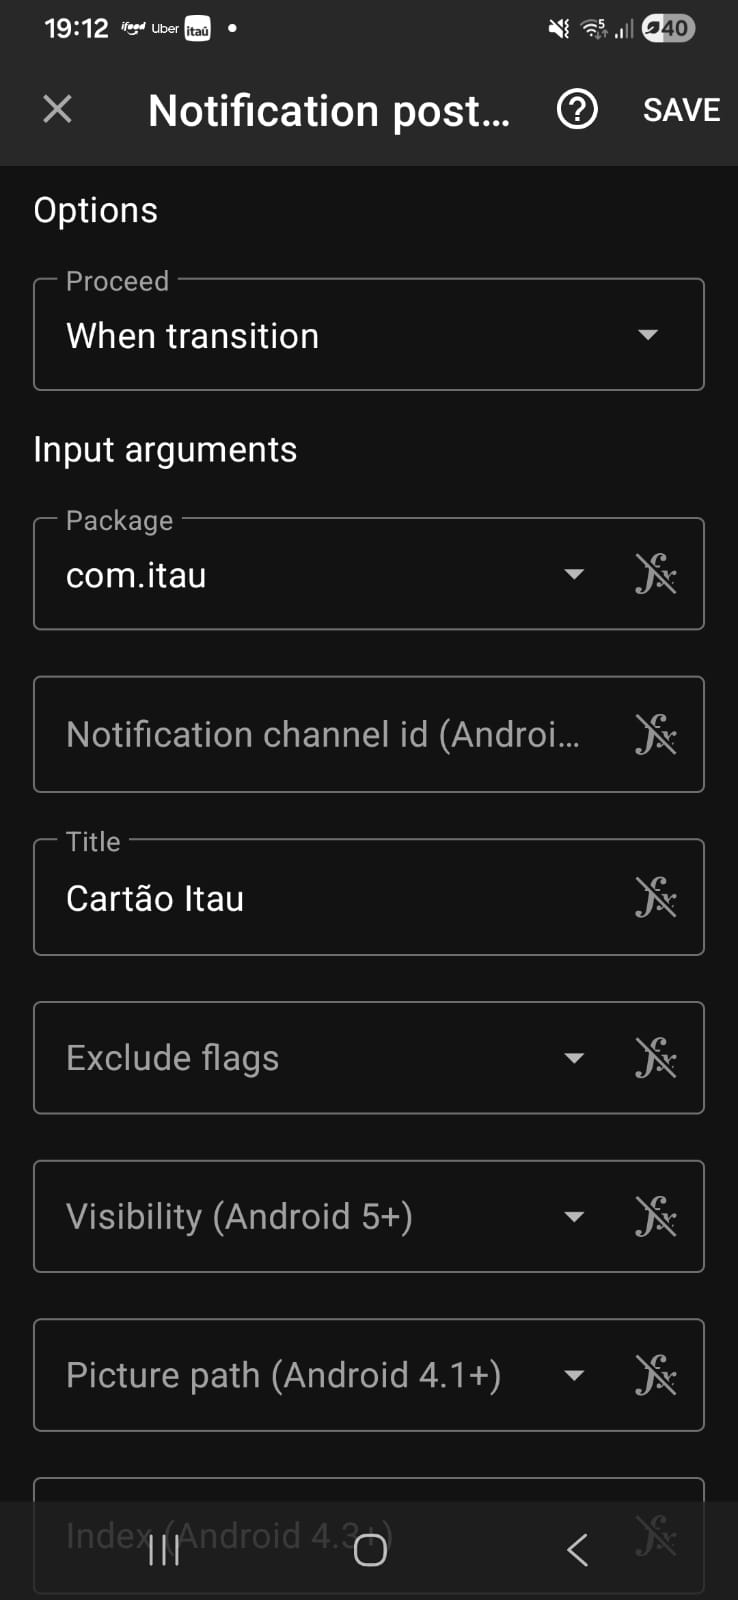 19:12 ifood Uber itaú 5 40
Notification post... ? SAVE
Options
Proceed
When transition
Input arguments
Package
com.itau
Notification channel id (Androi...
Title
Cartão Itau
Exclude flags
Visibility (Android 5+)
Picture path (Android 4.1+)
Index (Android 4.3+)